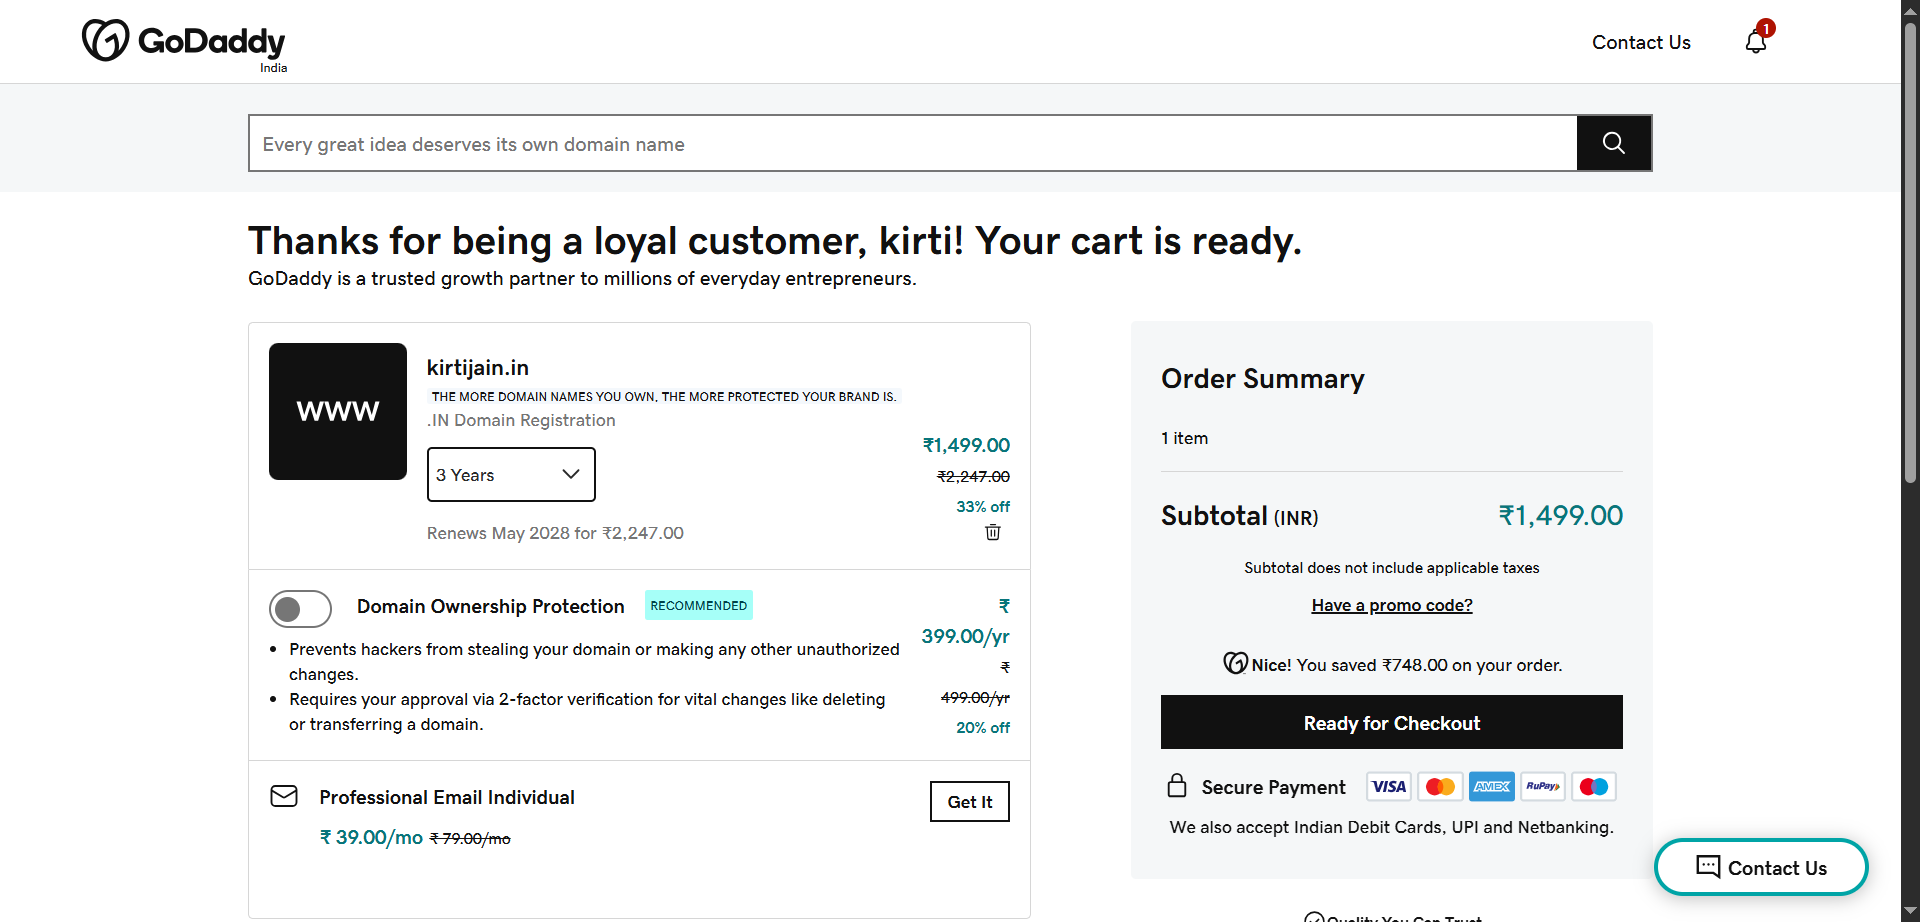 GoDaddy
India
Contact Us
1
Every great idea deserves its own domain name
Thanks for being a loyal customer, kirti! Your cart is ready.
GoDaddy is a trusted growth partner to millions of everyday entrepreneurs.
www
kirtijain.in
THE MORE DOMAIN NAMES YOU OWN, THE MORE PROTECTED YOUR BRAND IS.
.IN Domain Registration
3 Years
Renews May 2028 for ₹2,247.00
₹1,499.00
₹2,247.00
33% off
Domain Ownership Protection RECOMMENDED
• Prevents hackers from stealing your domain or making any other unauthorized
changes.
• Requires your approval via 2-factor verification for vital changes like deleting
or transferring a domain.
₹
399.00/yr
₹
499.00/yr
20% off
Professional Email Individual
₹ 39.00/mo ₹ 79.00/mo
Get It
Order Summary
1 item
Subtotal (INR) ₹1,499.00
Subtotal does not include applicable taxes
Have a promo code?
Nice! You saved ₹748.00 on your order.
Ready for Checkout
Secure Payment VISA AMEX RuPay
We also accept Indian Debit Cards, UPI and Netbanking.
Contact Us
Quality You Can Trust